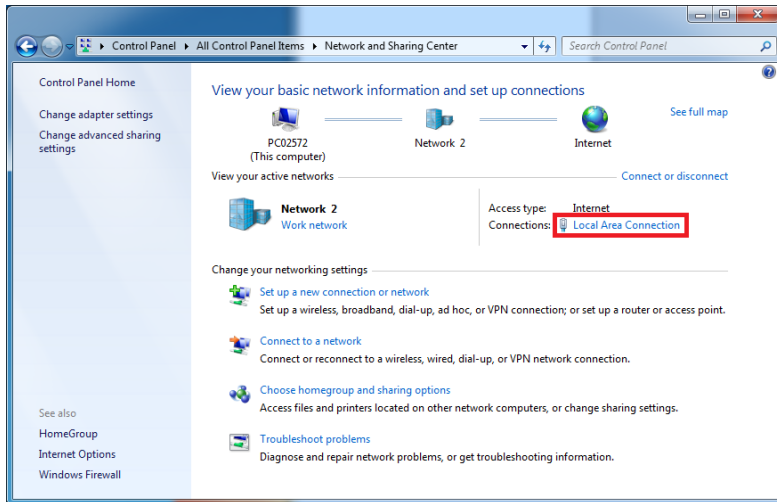 Control Panel ▸ All Control Panel Items ▸ Network and Sharing Center
Search Control Panel
Control Panel Home
Change adapter settings
Change advanced sharing
settings
See also
HomeGroup
Internet Options
Windows Firewall
View your basic network information and set up connections
See full map
PC02572
(This computer)
Network 2
Internet
View your active networks
Connect or disconnect
Network 2
Work network
Access type: Internet
Connections: Local Area Connection
Change your networking settings
Set up a new connection or network
Set up a wireless, broadband, dial-up, ad hoc, or VPN connection; or set up a router or access point.
Connect to a network
Connect or reconnect to a wireless, wired, dial-up, or VPN network connection.
Choose homegroup and sharing options
Access files and printers located on other network computers, or change sharing settings.
Troubleshoot problems
Diagnose and repair network problems, or get troubleshooting information.